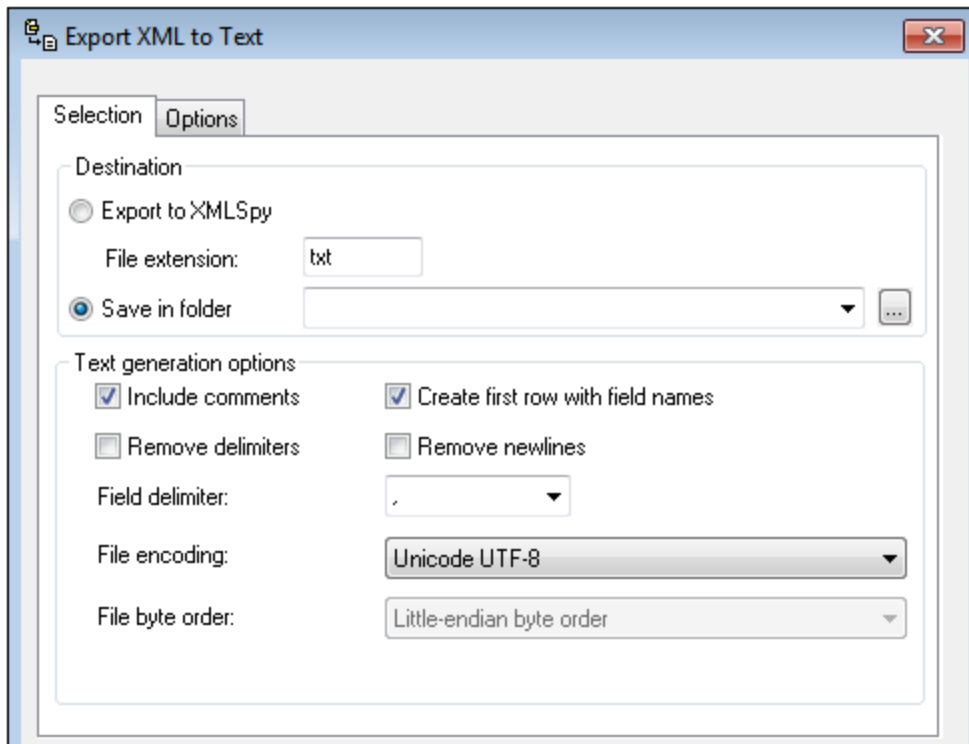 Export XML to Text
Selection Options
Destination
Export to XMLSpy
File extension: txt
Save in folder ...
Text generation options
Include comments Create first row with field names
Remove delimiters Remove newlines
Field delimiter: ,
File encoding: Unicode UTF-8
File byte order: Little-endian byte order